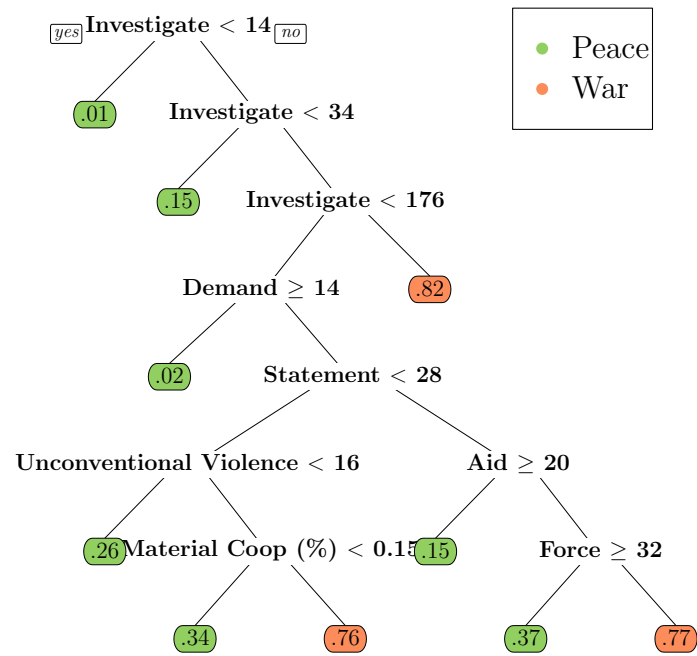 yes Investigate < 14 no
Peace
War
.01 Investigate < 34
.15 Investigate < 176
Demand ≥ 14 .82
.02 Statement < 28
Unconventional Violence < 16 Aid ≥ 20
.26 Material Coop (%) < 0.15 .15 Force ≥ 32
.34 .76 .37 .77